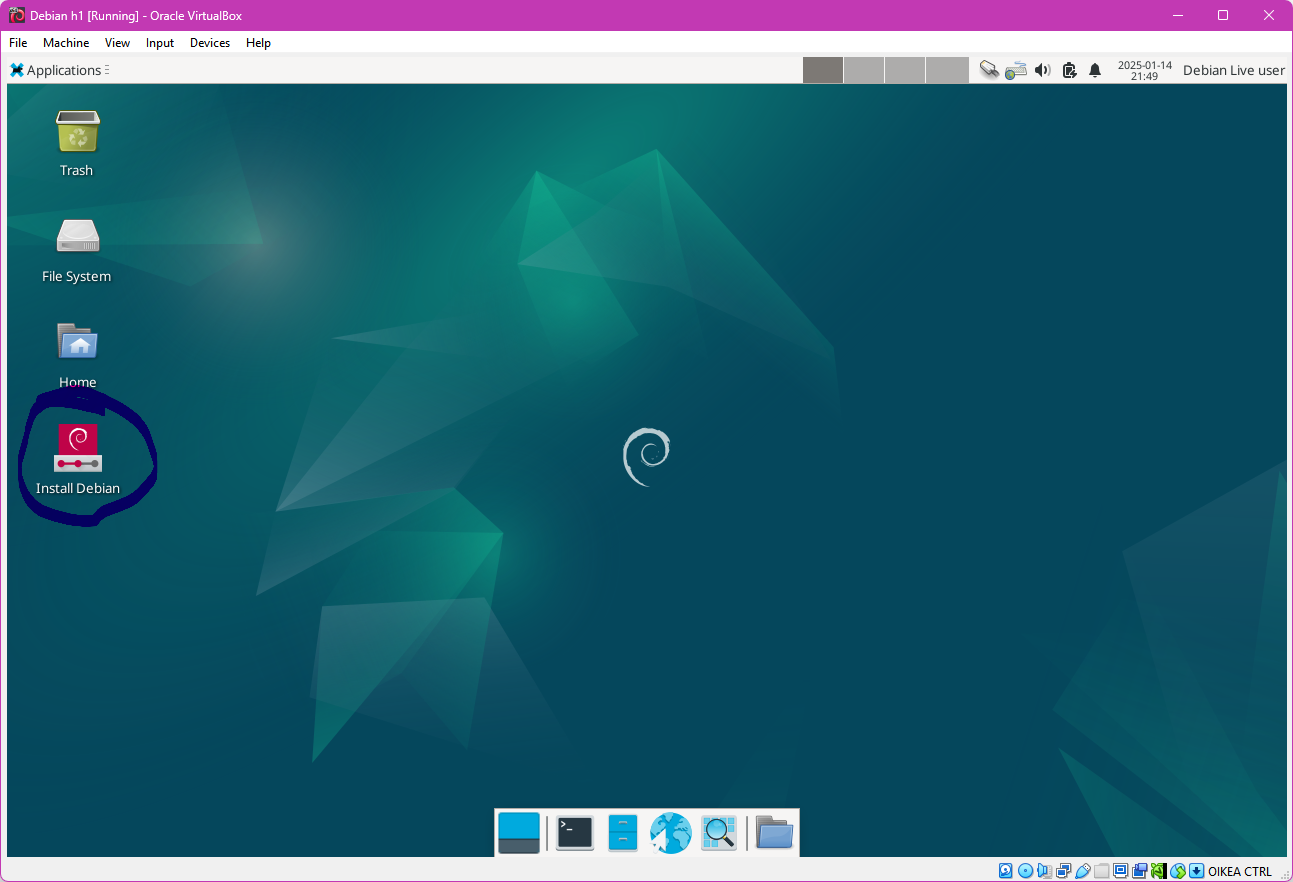 Debian h1 [Running] - Oracle VirtualBox
File Machine View Input Devices Help
Applications
2025-01-14
21:49
Debian Live user
Trash
File System
Home
Install Debian
>_
OIKEA CTRL